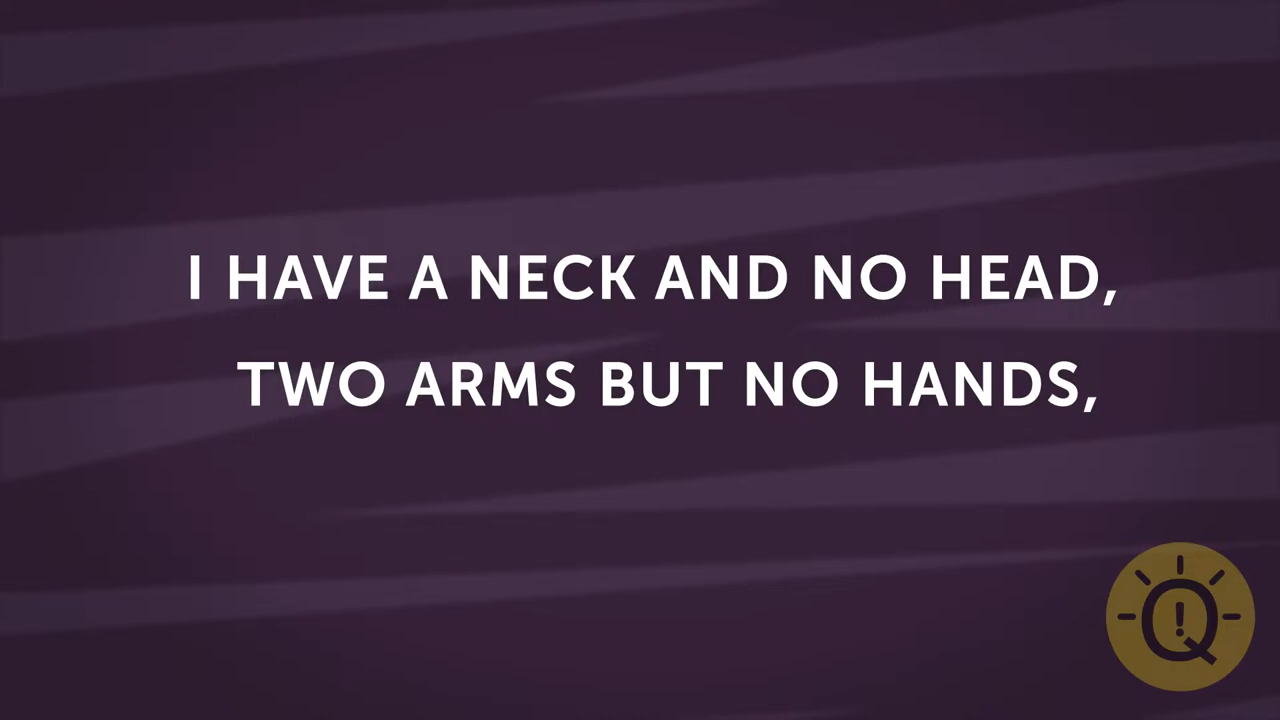 I HAVE A NECK AND NO HEAD,
TWO ARMS BUT NO HANDS,
Q!